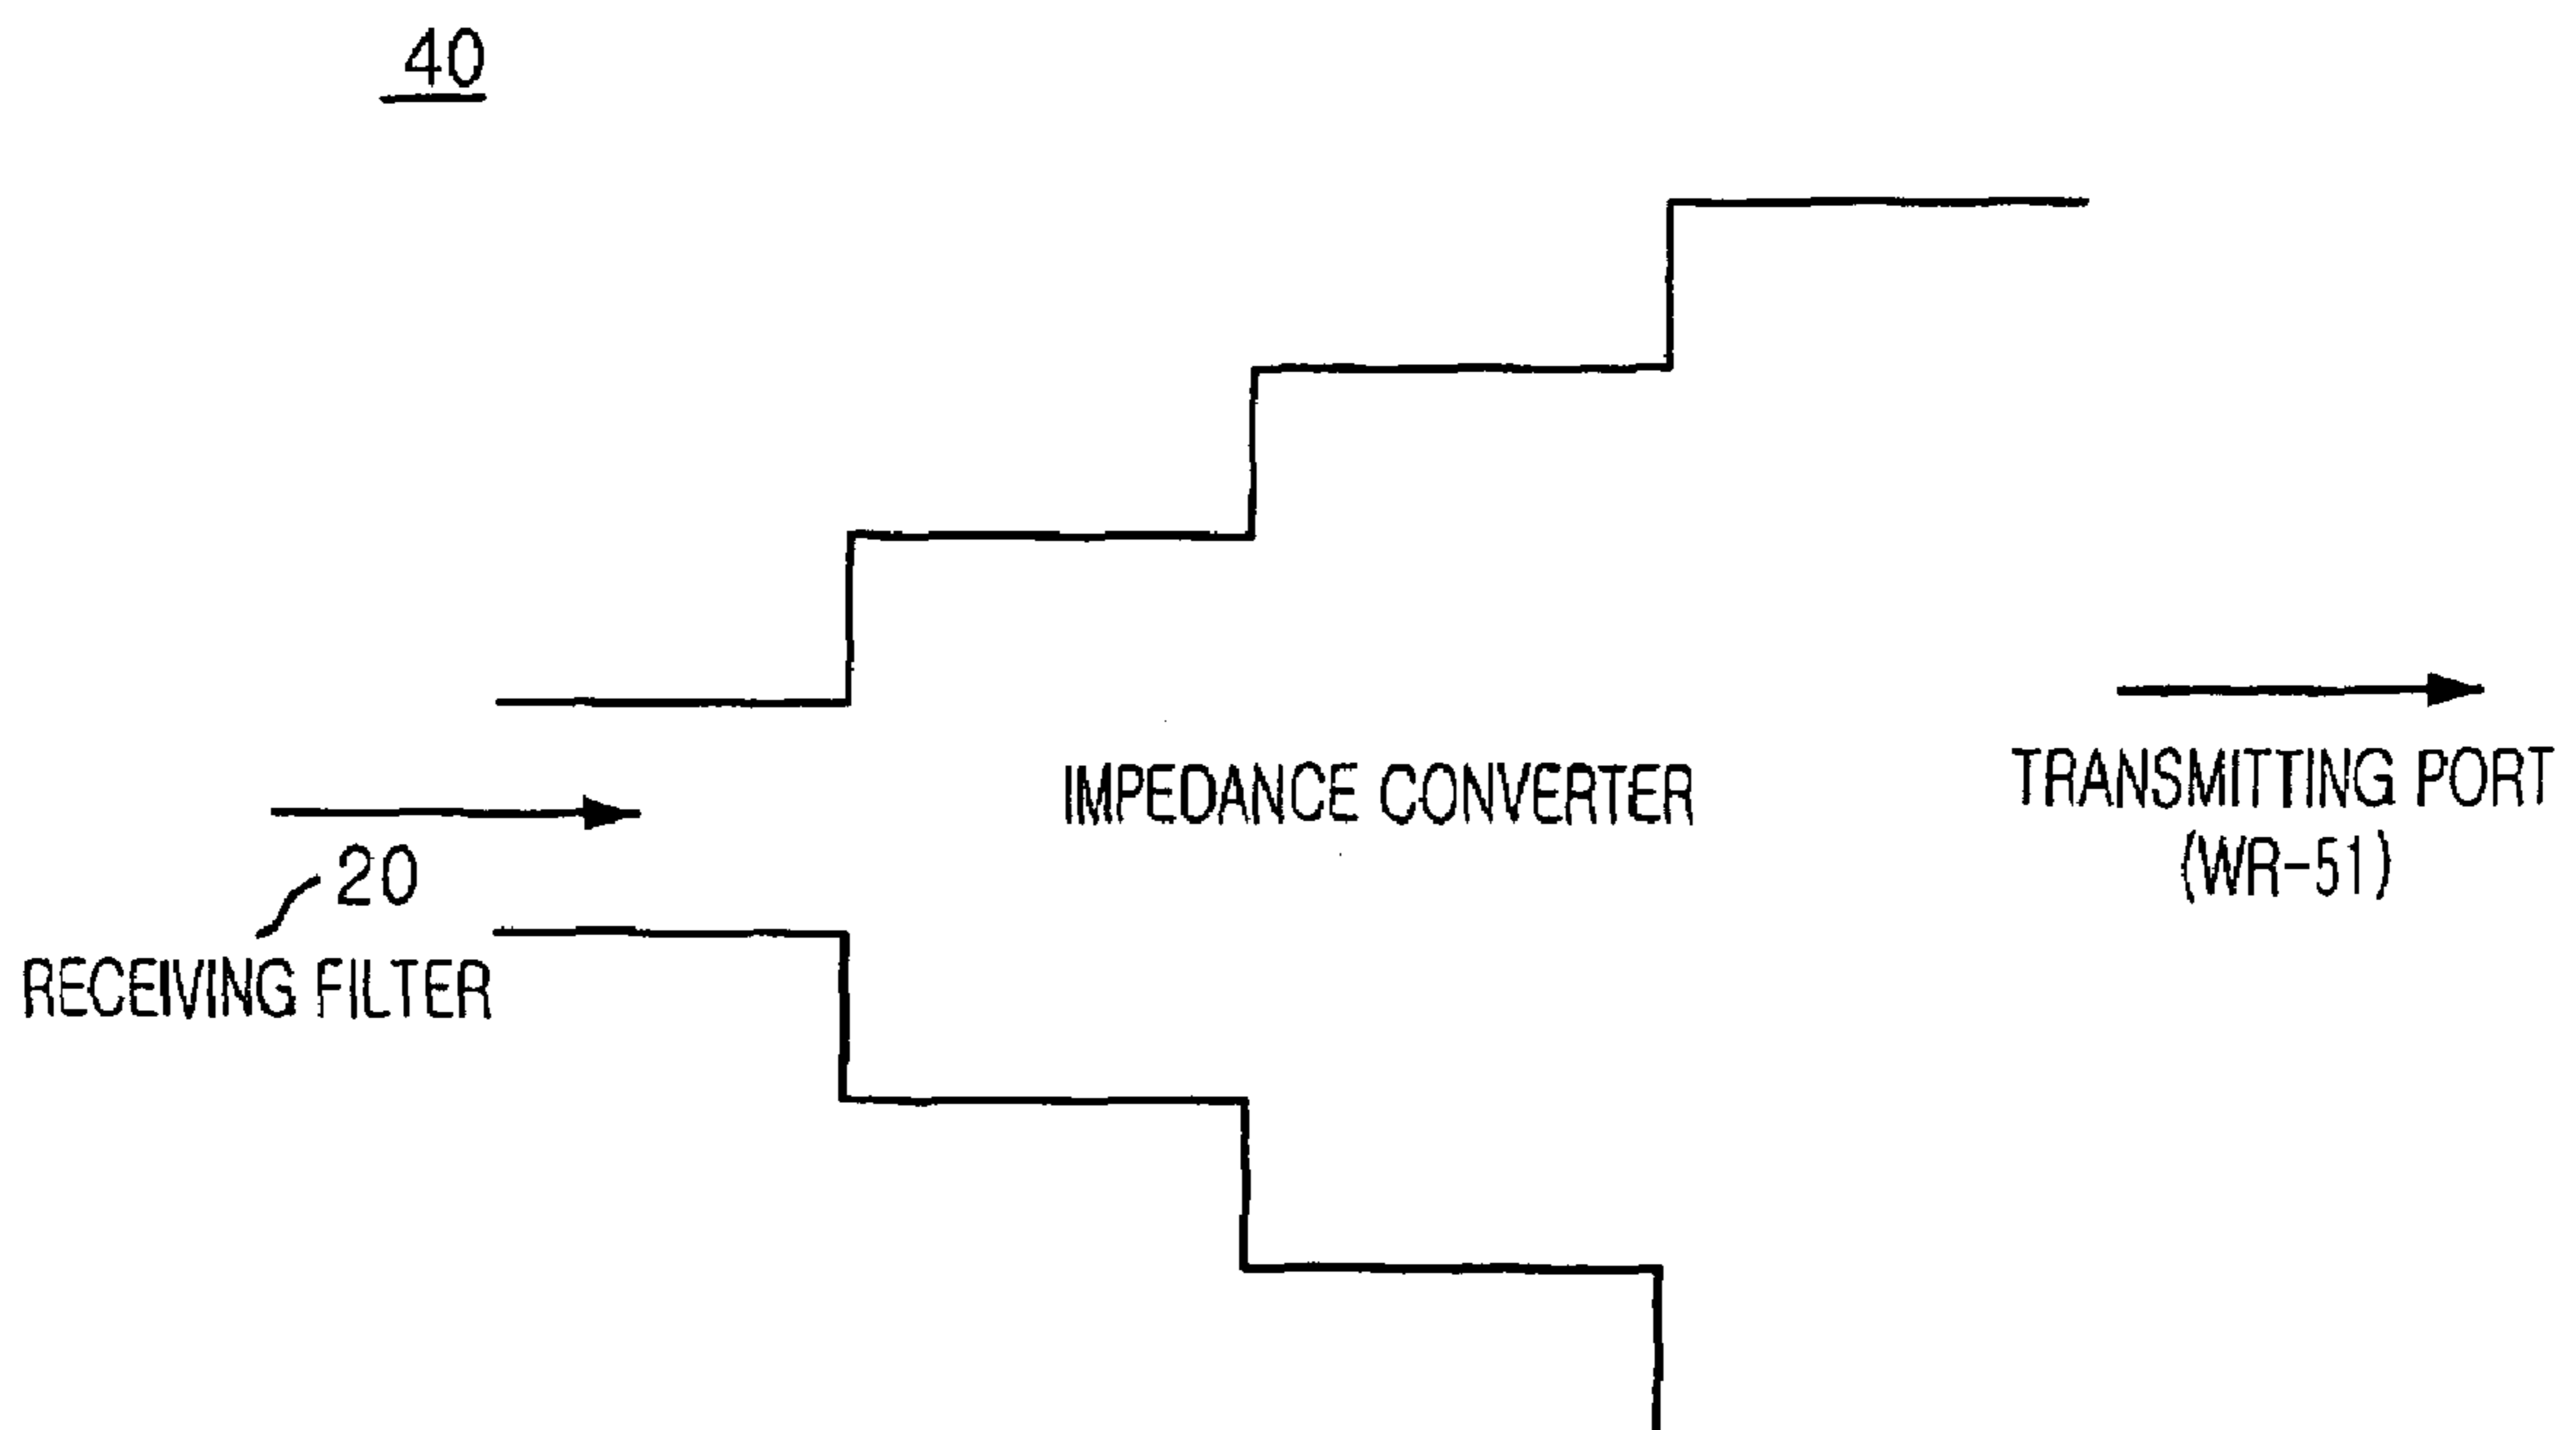 40
IMPEDANCE CONVERTER
TRANSMITTING PORT
(WR-51)
20
RECEIVING FILTER